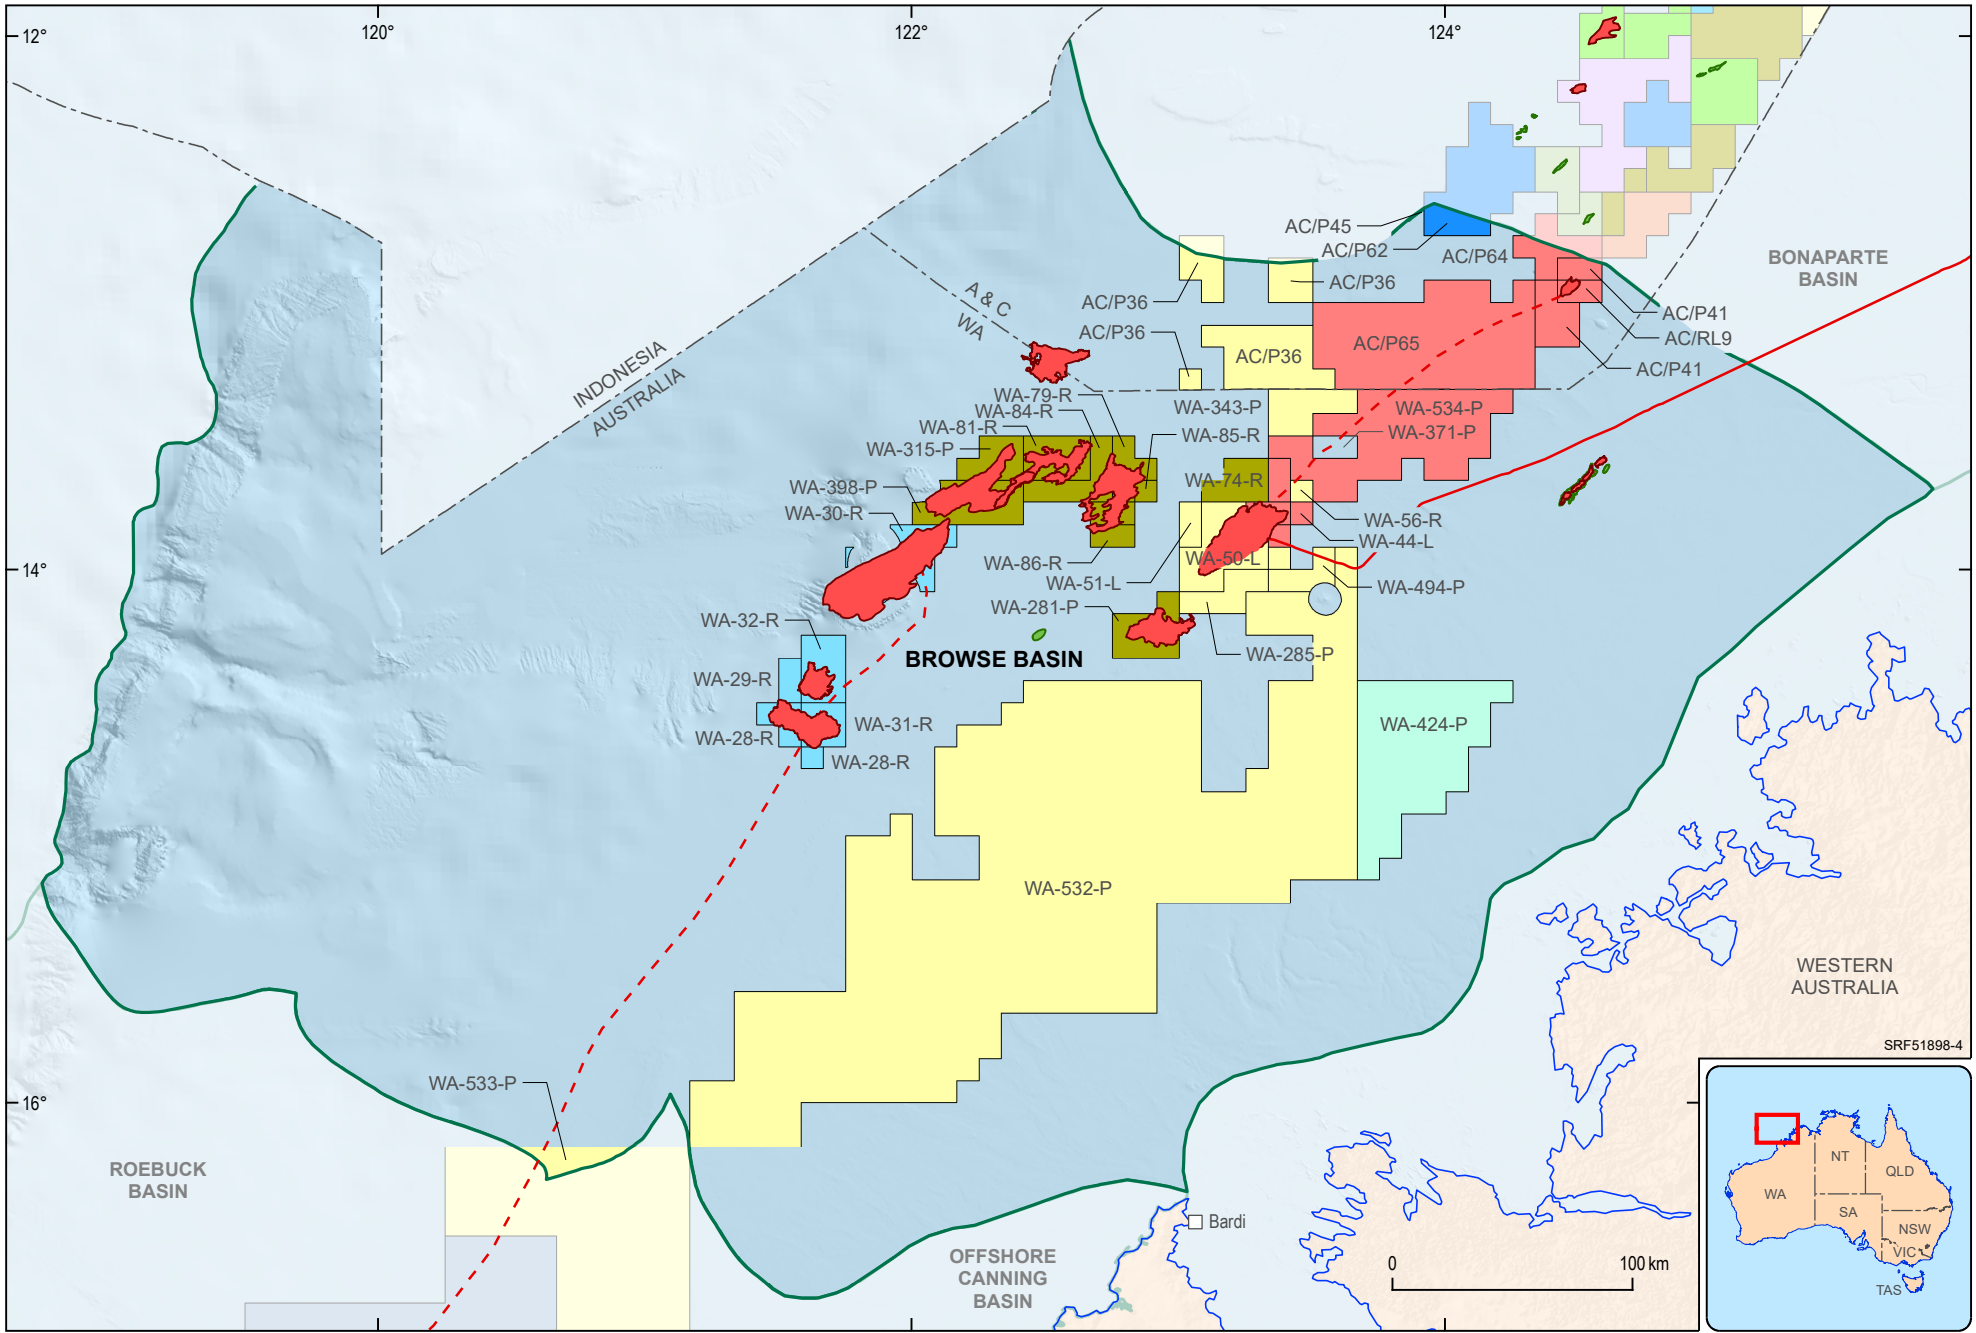 120°
122°
124°
12°
AC/P45
AC/P62
AC/P64
BONAPARTE
BASIN
AC/P36
A & C
WA
AC/P36
AC/P41
AC/P36
AC/RL9
INDONESIA
AUSTRALIA
AC/P36
AC/P65
AC/P41
WA-79-R
WA-84-R
WA-343-P
WA-534-P
WA-81-R
WA-315-P
WA-85-R
WA-371-P
WA-398-P
WA-74-R
WA-30-R
WA-56-R
WA-44-L
WA-86-R
WA-50-L
14°
WA-51-L
WA-494-P
WA-281-P
WA-32-R
BROWSE BASIN
WA-285-P
WA-29-R
WA-31-R
WA-424-P
WA-28-R
WA-28-R
WA-532-P
WESTERN
AUSTRALIA
SRF51898-4
WA-533-P
16°
ROEBUCK
BASIN
Bardi
OFFSHORE
CANNING
BASIN
0
100 km
NT
QLD
WA
SA
NSW
VIC
TAS